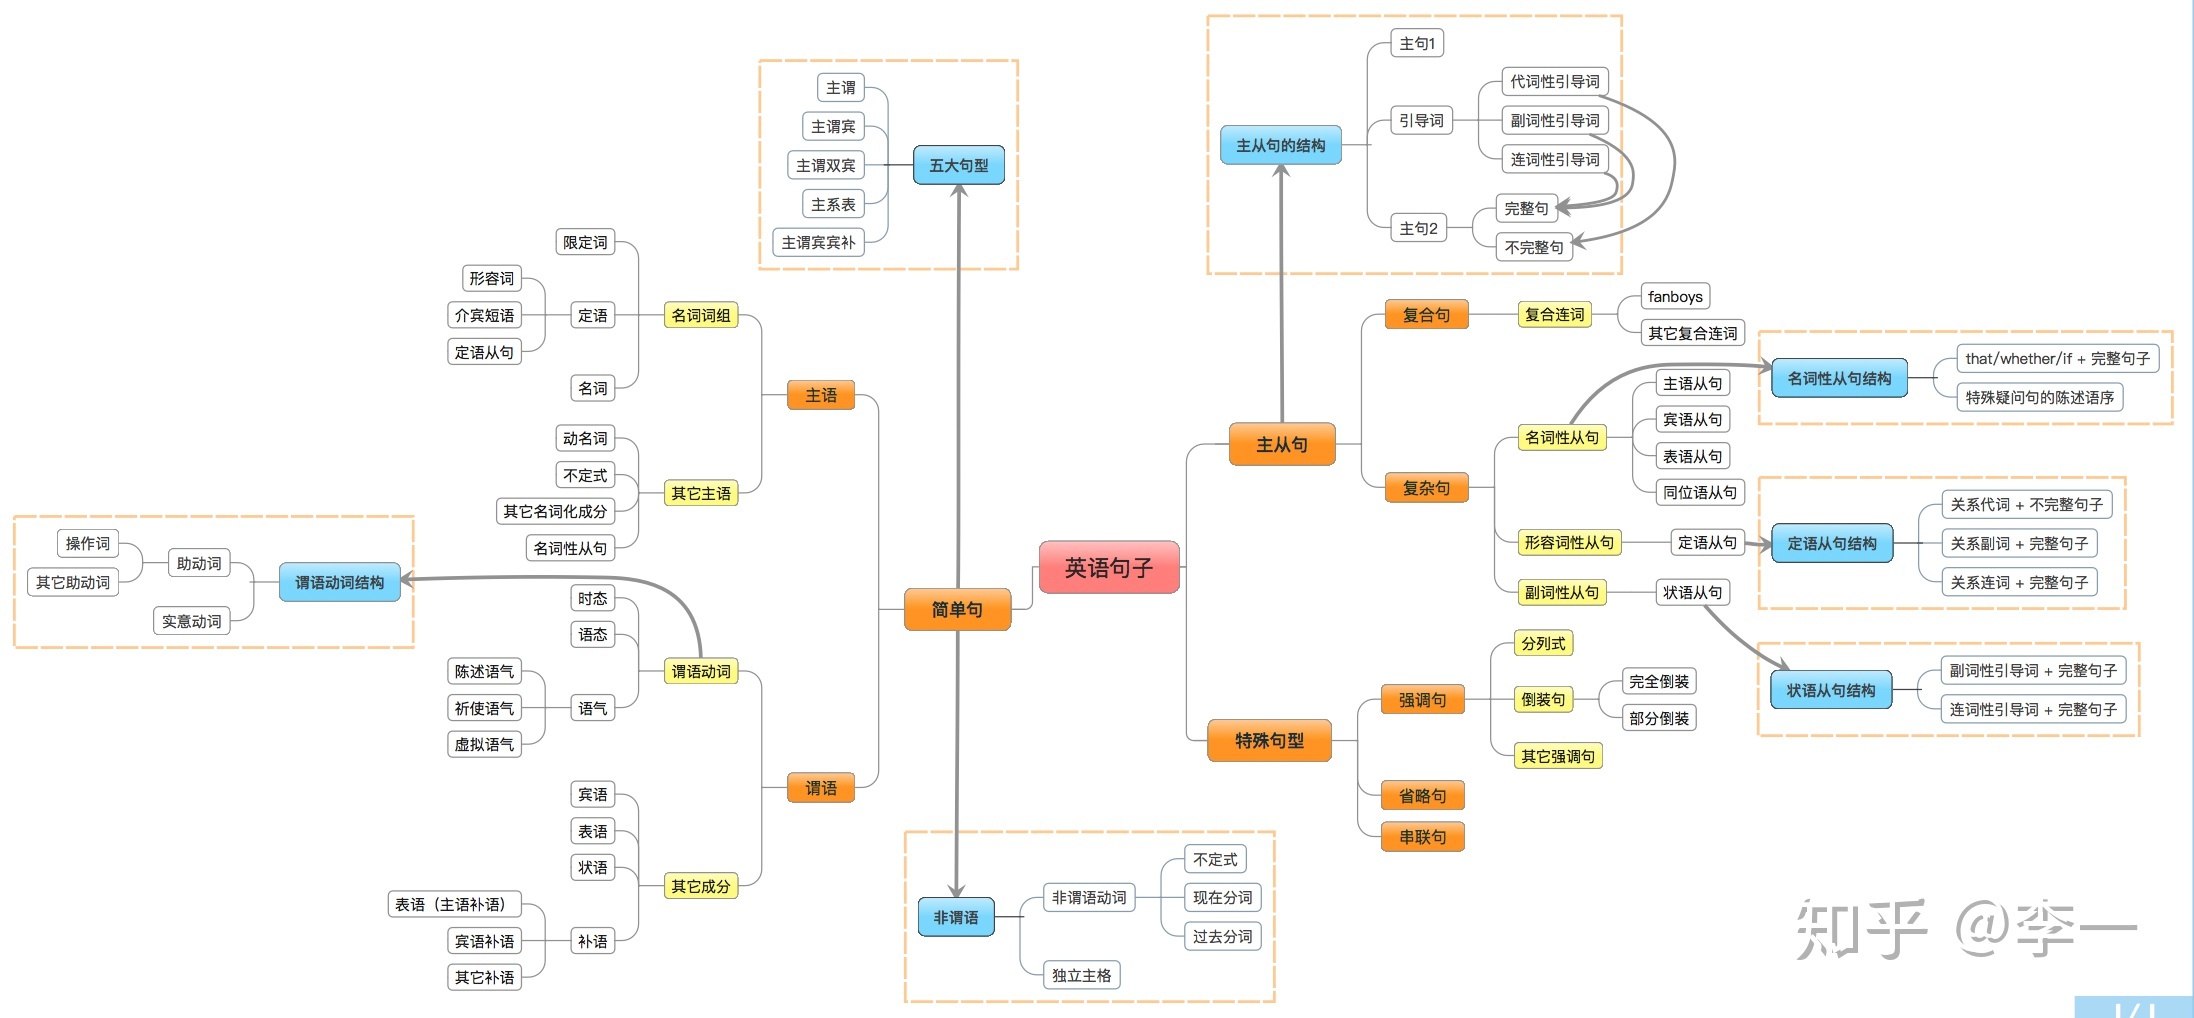 英语句子
简单句
五大句型
主谓
主谓宾
主谓双宾
主系表
主谓宾宾补
主语
名词词组
限定词
定语
形容词
介宾短语
定语从句
名词
其它主语
动名词
不定式
其它名词化成分
名词性从句
谓语
谓语动词
时态
语态
语气
陈述语气
祈使语气
虚拟语气
谓语动词结构
助动词
操作词
其它助动词
实意动词
其它成分
宾语
表语
状语
补语
表语（主语补语）
宾语补语
其它补语
非谓语
非谓语动词
不定式
现在分词
过去分词
独立主格
主从句
主从句的结构
主句1
引导词
代词性引导词
副词性引导词
连词性引导词
主句2
完整句
不完整句
复合句
复合连词
fanboys
其它复合连词
复杂句
名词性从句
主语从句
宾语从句
表语从句
同位语从句
名词性从句结构
that/whether/if + 完整句子
特殊疑问句的陈述语序
形容词性从句
定语从句
定语从句结构
关系代词 + 不完整句子
关系副词 + 完整句子
关系连词 + 完整句子
副词性从句
状语从句
状语从句结构
副词性引导词 + 完整句子
连词性引导词 + 完整句子
特殊句型
强调句
分列式
倒装句
完全倒装
部分倒装
其它强调句
省略句
串联句
知乎 @李一